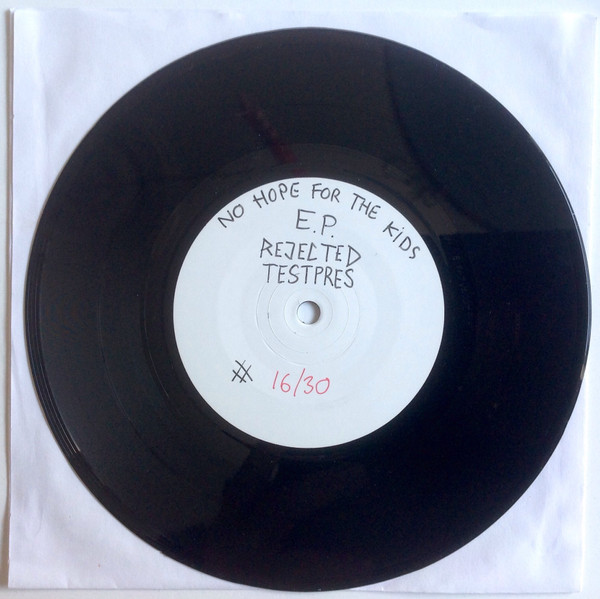 NO HOPE FOR THE KIDS
E.P.
REJECTED
TESTPRES
# 16/30